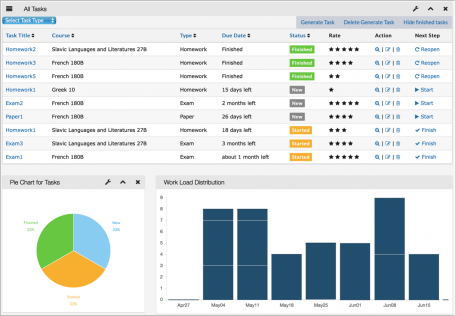 All Tasks
Select Task Type
Generate Task Delete Generate Task Hide finished tasks
Task Title Course Type Due Date Status Rate Action Next Step
Homework2 Slavic Languages and Literatures 27B Homework Finished Finished Reopen
Homework3 French 180B Homework Finished Finished Reopen
Homework5 French 180B Homework Finished Finished Reopen
Homework1 Greek 10 Homework 15 days left New Start
Exam2 French 180B Exam 2 months left New Start
Paper1 French 180B Paper 26 days left New Start
Homework1 Slavic Languages and Literatures 27B Homework 18 days left Started Finish
Exam3 Slavic Languages and Literatures 27B Exam 3 months left Started Finish
Exam1 French 180B Exam about 1 month left Started Finish
Pie Chart for Tasks
Work Load Distribution
Finished
New
Started
9
8
7
6
5
4
3
2
1
0
Apr27 May04 May11 May18 May25 Jun01 Jun08 Jun15